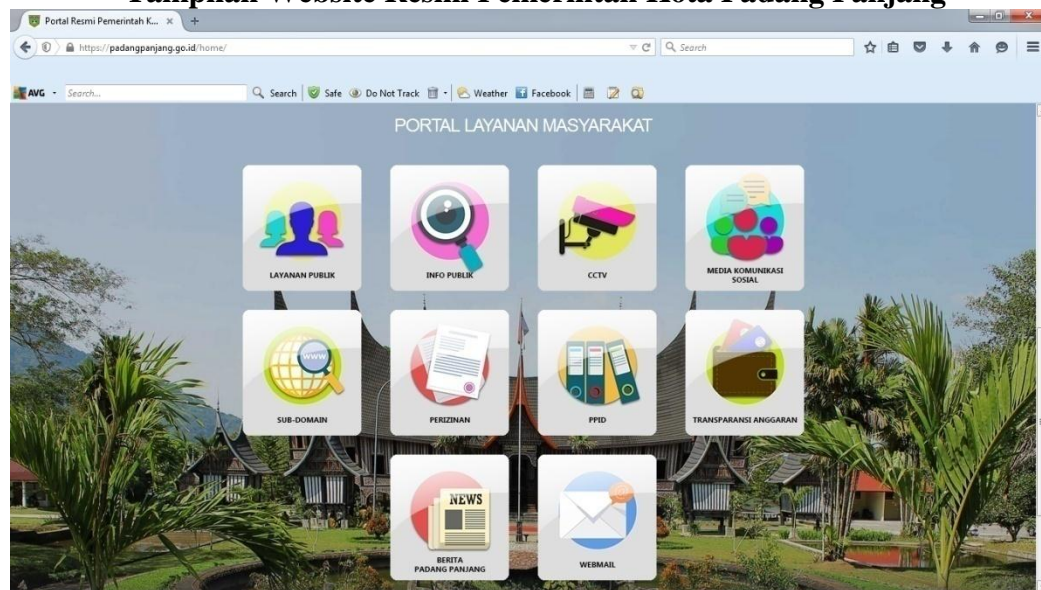 Tampilan Website Resmi Pemerintah Kota Padang Panjang
Portal Resmi Pemerintah K...
https://padangpanjang.go.id/home/
Search
AVG Search... Search Safe Do Not Track Weather Facebook
PORTAL LAYANAN MASYARAKAT
LAYANAN PUBLIK
INFO PUBLIK
CCTV
MEDIA KOMUNIKASI
SOSIAL
WWW
SUB-DOMAIN
PERIZINAN
PPID
TRANSPARANSI ANGGARAN
NEWS
BERITA
PADANG PANJANG
WEBMAIL